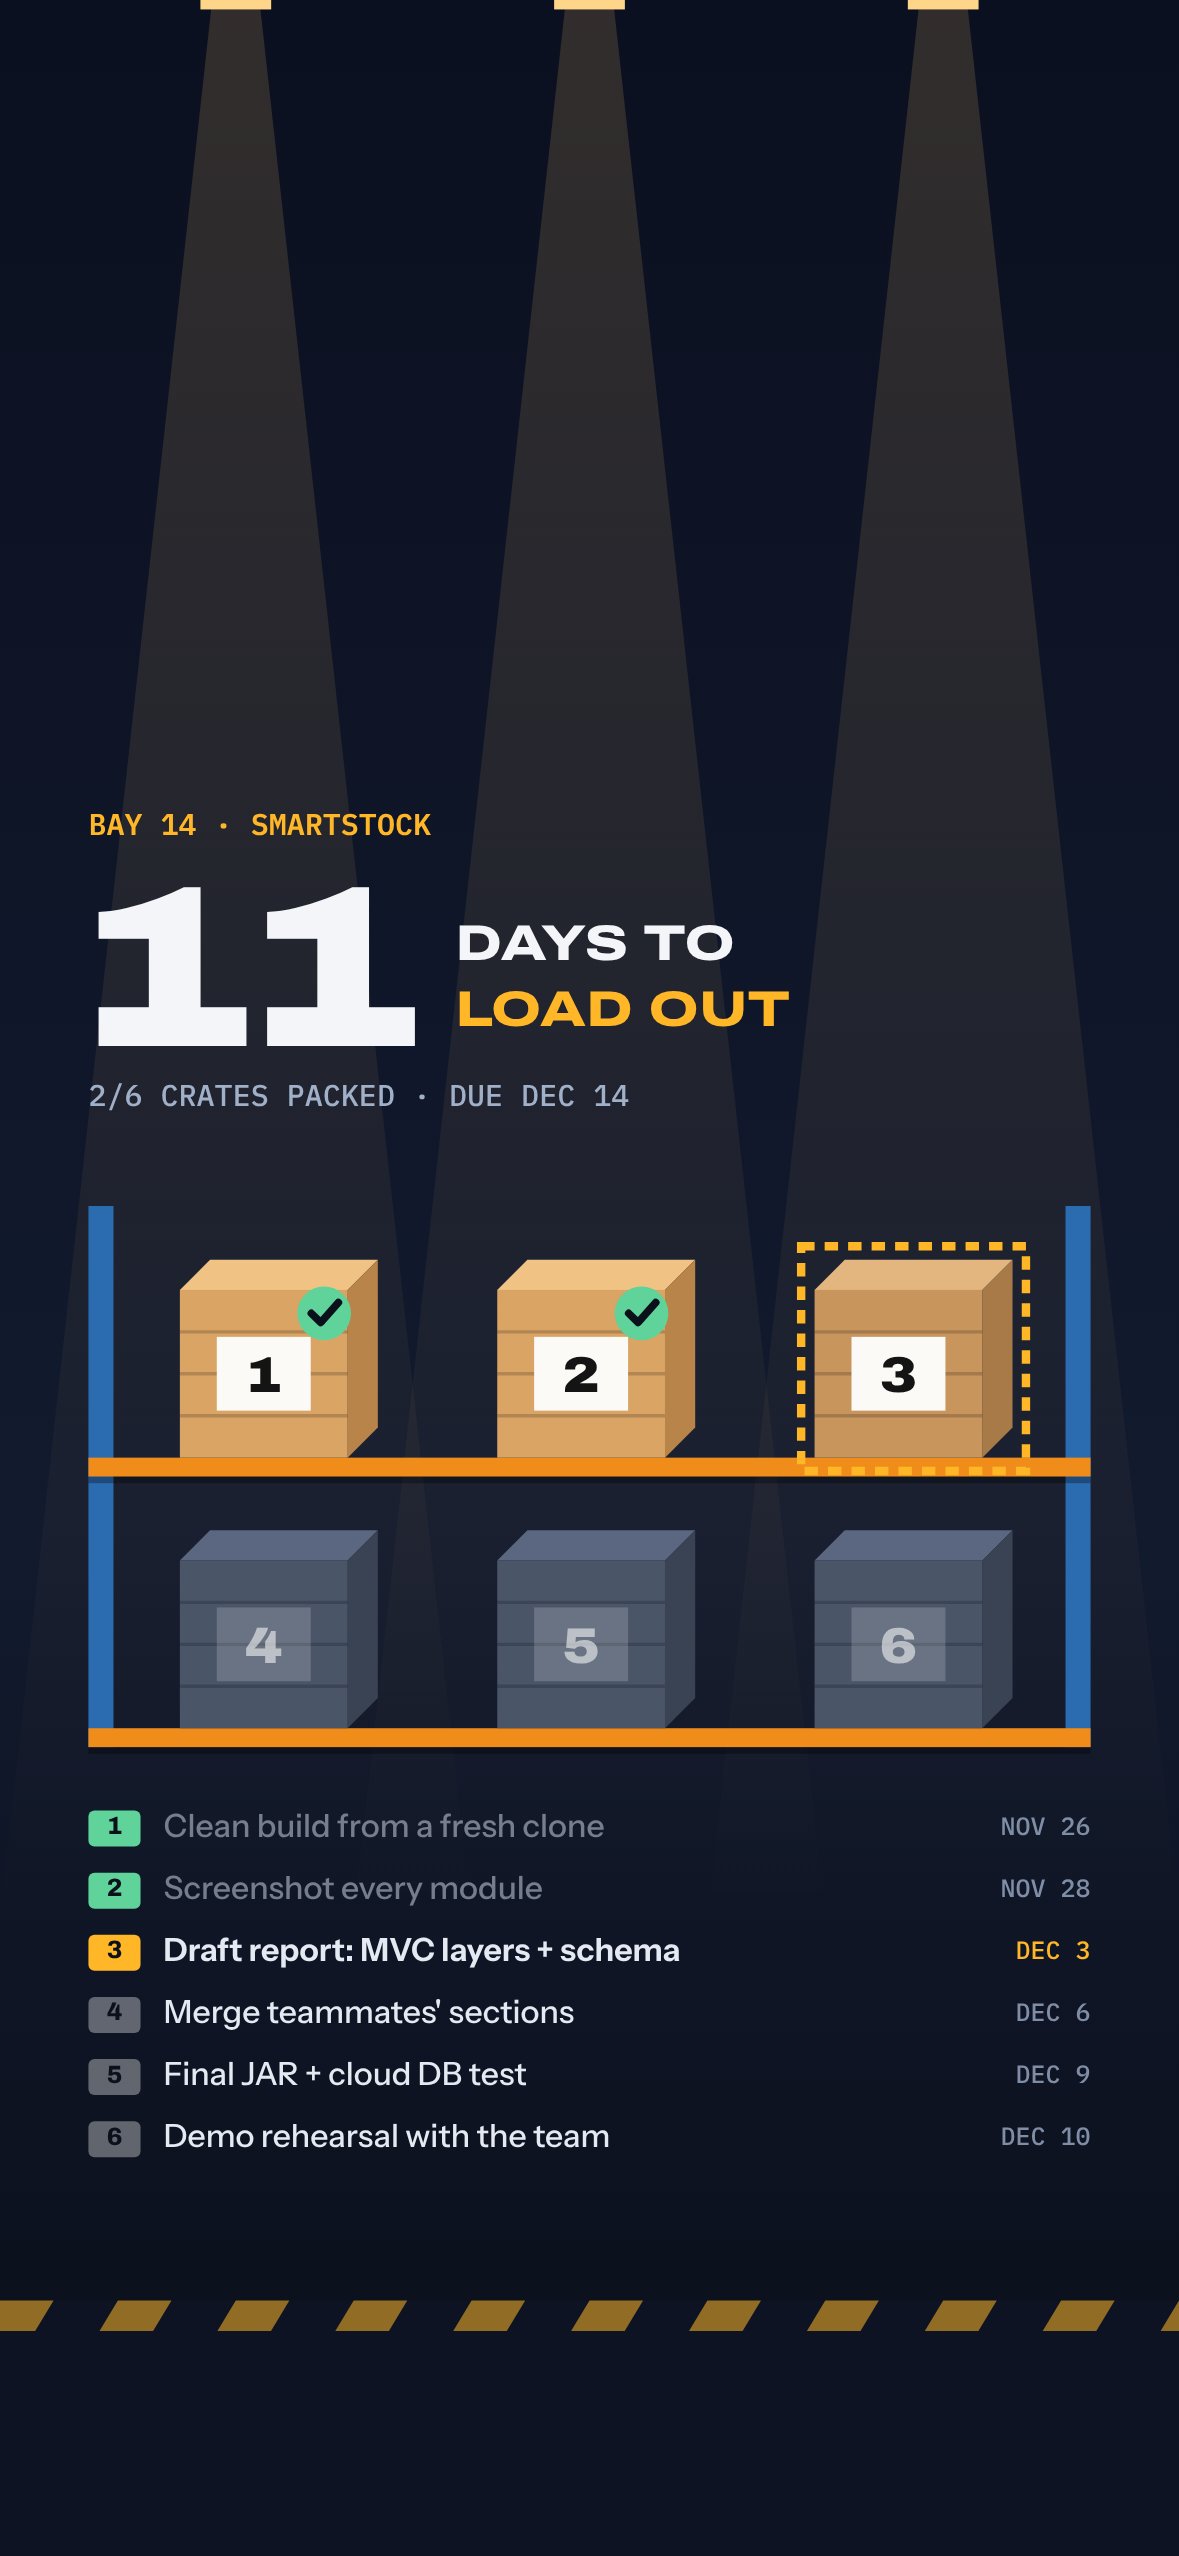 BAY 14 · SMARTSTOCK
11
DAYS TO
LOAD OUT
2/6 CRATES PACKED · DUE DEC 14
1
2
3
4
5
6
1 Clean build from a fresh clone NOV 26
2 Screenshot every module NOV 28
3 Draft report: MVC layers + schema DEC 3
4 Merge teammates' sections DEC 6
5 Final JAR + cloud DB test DEC 9
6 Demo rehearsal with the team DEC 10